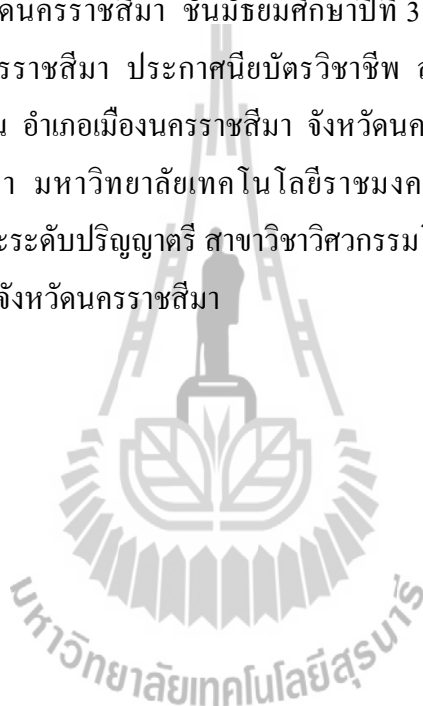 ดนครราชสีมา ชั้นมัธยมศึกษาปีที่ 3
รราชสีมา ประกาศนียบัตรวิชาชีพ ส
น อำเภอเมืองนครราชสีมา จังหวัดนค
า มหาวิทยาลัยเทคโนโลยีราชมงค
ะระดับปริญญาตรี สาขาวิชาวิศวกรรมโ
จังหวัดนครราชสีมา
มหาวิทยาลัยเทคโนโลยีสุรนารี